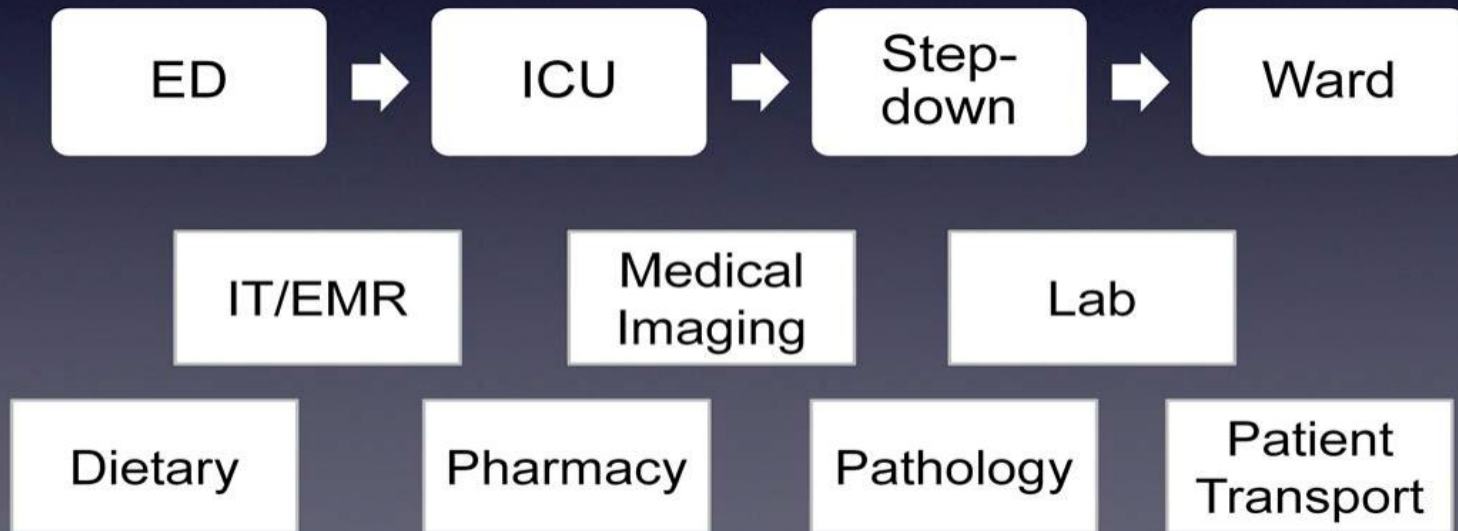 ED
ICU
Step-
down
Ward
IT/EMR
Medical
Imaging
Lab
Dietary
Pharmacy
Pathology
Patient
Transport